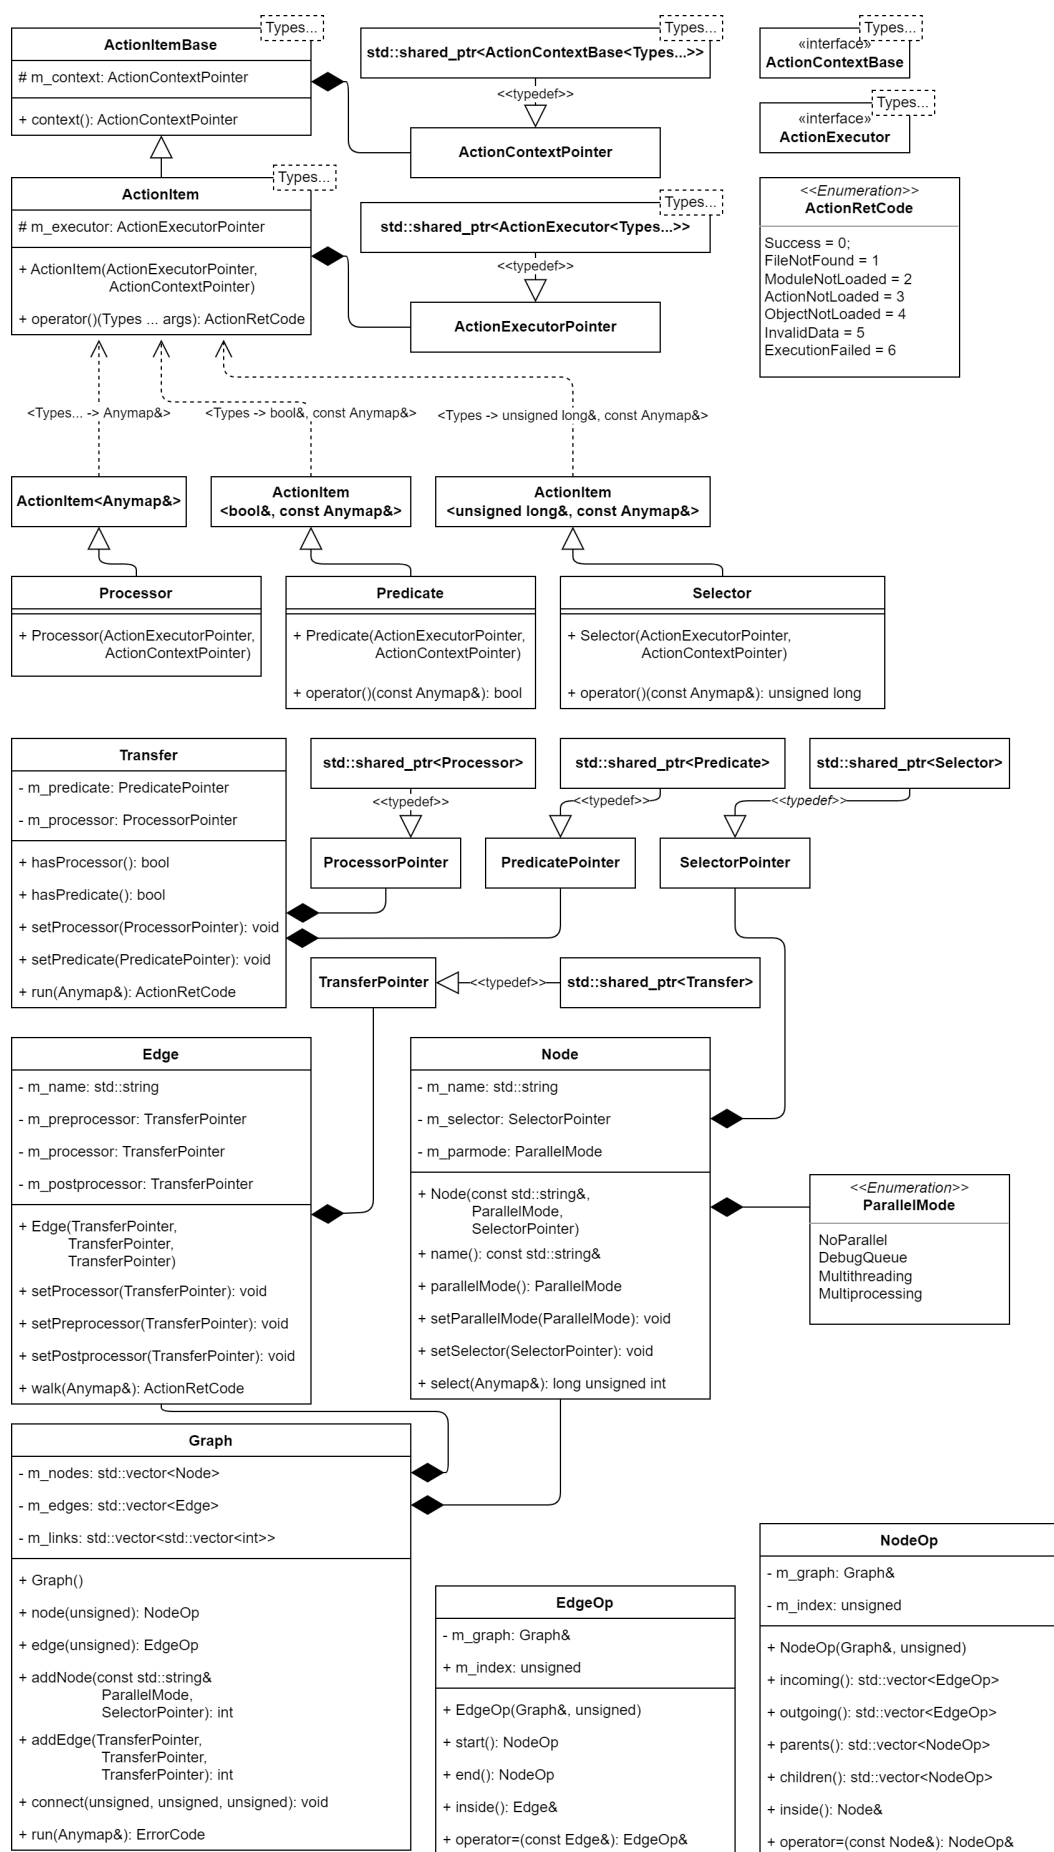 Types...
ActionItemBase
# m_context: ActionContextPointer
+ context(): ActionContextPointer
Types...
std::shared_ptr<ActionContextBase<Types...>>
<<typedef>>
ActionContextPointer
Types...
«interface»
ActionContextBase
Types...
«interface»
ActionExecutor
Types...
ActionItem
# m_executor: ActionExecutorPointer
+ ActionItem(ActionExecutorPointer,
ActionContextPointer)
+ operator()(Types ... args): ActionRetCode
Types...
std::shared_ptr<ActionExecutor<Types...>>
<<typedef>>
ActionExecutorPointer
<<Enumeration>>
ActionRetCode
Success = 0;
FileNotFound = 1
ModuleNotLoaded = 2
ActionNotLoaded = 3
ObjectNotLoaded = 4
InvalidData = 5
ExecutionFailed = 6
<Types... -> Anymap&>
<Types -> bool&, const Anymap&>
<Types -> unsigned long&, const Anymap&>
ActionItem<Anymap&>
ActionItem
<bool&, const Anymap&>
ActionItem
<unsigned long&, const Anymap&>
Processor
+ Processor(ActionExecutorPointer,
ActionContextPointer)
Predicate
+ Predicate(ActionExecutorPointer,
ActionContextPointer)
+ operator()(const Anymap&): bool
Selector
+ Selector(ActionExecutorPointer,
ActionContextPointer)
+ operator()(const Anymap&): unsigned long
Transfer
- m_predicate: PredicatePointer
- m_processor: ProcessorPointer
+ hasProcessor(): bool
+ hasPredicate(): bool
+ setProcessor(ProcessorPointer): void
+ setPredicate(PredicatePointer): void
+ run(Anymap&): ActionRetCode
std::shared_ptr<Processor>
<<typedef>>
ProcessorPointer
std::shared_ptr<Predicate>
<<typedef>>
PredicatePointer
std::shared_ptr<Selector>
<<typedef>>
SelectorPointer
TransferPointer
<<typedef>>
std::shared_ptr<Transfer>
Edge
- m_name: std::string
- m_preprocessor: TransferPointer
- m_processor: TransferPointer
- m_postprocessor: TransferPointer
+ Edge(TransferPointer,
TransferPointer,
TransferPointer)
+ setProcessor(TransferPointer): void
+ setPreprocessor(TransferPointer): void
+ setPostprocessor(TransferPointer): void
+ walk(Anymap&): ActionRetCode
Node
- m_name: std::string
- m_selector: SelectorPointer
- m_parmode: ParallelMode
+ Node(const std::string&,
ParallelMode,
SelectorPointer)
+ name(): const std::string&
+ parallelMode(): ParallelMode
+ setParallelMode(ParallelMode): void
+ setSelector(SelectorPointer): void
+ select(Anymap&): long unsigned int
<<Enumeration>>
ParallelMode
NoParallel
DebugQueue
Multithreading
Multiprocessing
Graph
- m_nodes: std::vector<Node>
- m_edges: std::vector<Edge>
- m_links: std::vector<std::vector<int>>
+ Graph()
+ node(unsigned): NodeOp
+ edge(unsigned): EdgeOp
+ addNode(const std::string&
ParallelMode,
SelectorPointer): int
+ addEdge(TransferPointer,
TransferPointer,
TransferPointer): int
+ connect(unsigned, unsigned, unsigned): void
+ run(Anymap&): ErrorCode
EdgeOp
- m_graph: Graph&
+ m_index: unsigned
+ EdgeOp(Graph&, unsigned)
+ start(): NodeOp
+ end(): NodeOp
+ inside(): Edge&
+ operator=(const Edge&): EdgeOp&
NodeOp
- m_graph: Graph&
- m_index: unsigned
+ NodeOp(Graph&, unsigned)
+ incoming(): std::vector<EdgeOp>
+ outgoing(): std::vector<EdgeOp>
+ parents(): std::vector<NodeOp>
+ children(): std::vector<NodeOp>
+ inside(): Node&
+ operator=(const Node&): NodeOp&